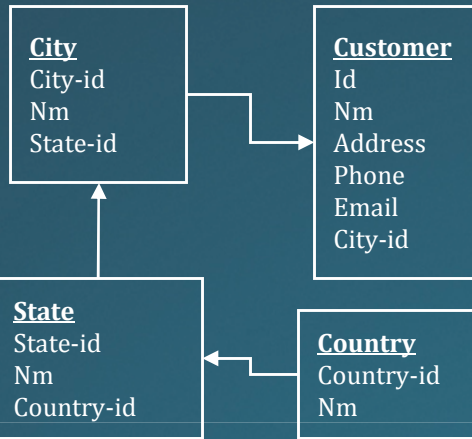 City
City-id
Nm
State-id
Customer
Id
Nm
Address
Phone
Email
City-id
State
State-id
Nm
Country-id
Country
Country-id
Nm